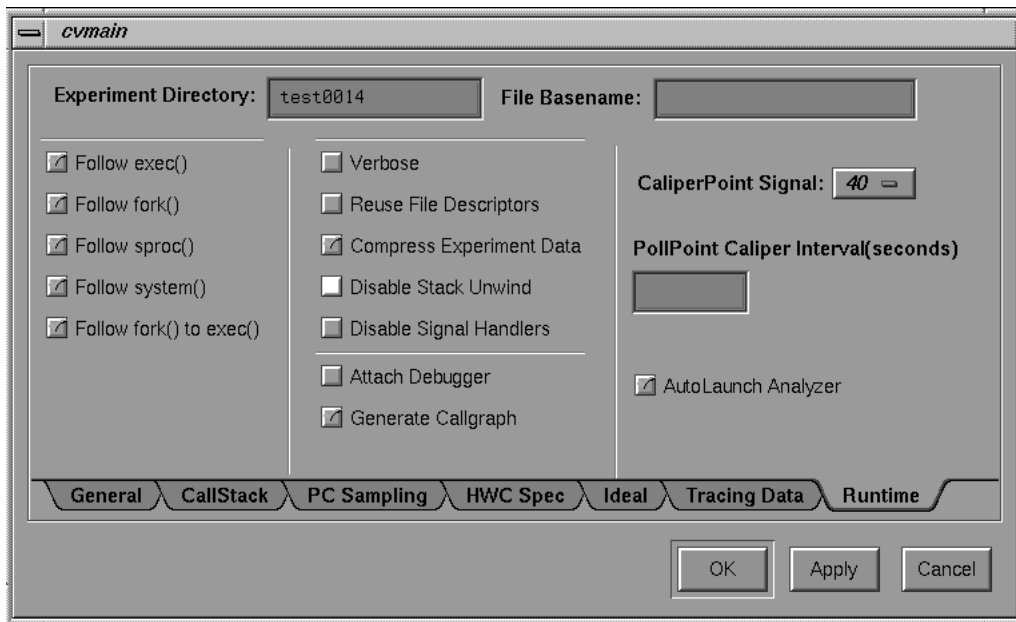 cvmain
Experiment Directory: test0014 File Basename:
Follow exec()
Follow fork()
Follow sproc()
Follow system()
Follow fork() to exec()
Verbose
Reuse File Descriptors
Compress Experiment Data
Disable Stack Unwind
Disable Signal Handlers
Attach Debugger
Generate Callgraph
CaliperPoint Signal: 40
PollPoint Caliper Interval(seconds)
AutoLaunch Analyzer
General CallStack PC Sampling HWC Spec Ideal Tracing Data Runtime
OK Apply Cancel